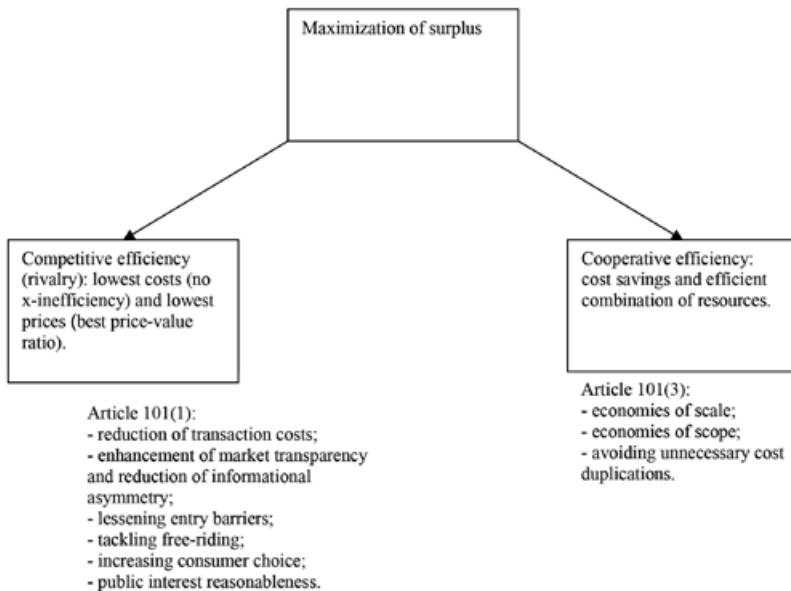 Maximization of surplus
Competitive efficiency
(rivalry): lowest costs (no
x-inefficiency) and lowest
prices (best price-value
ratio).
Cooperative efficiency:
cost savings and efficient
combination of resources.
Article 101(1):
- reduction of transaction costs;
- enhancement of market transparency
and reduction of informational
asymmetry;
- lessening entry barriers;
- tackling free-riding;
- increasing consumer choice;
- public interest reasonableness.
Article 101(3):
- economies of scale;
- economies of scope;
- avoiding unnecessary cost
duplications.